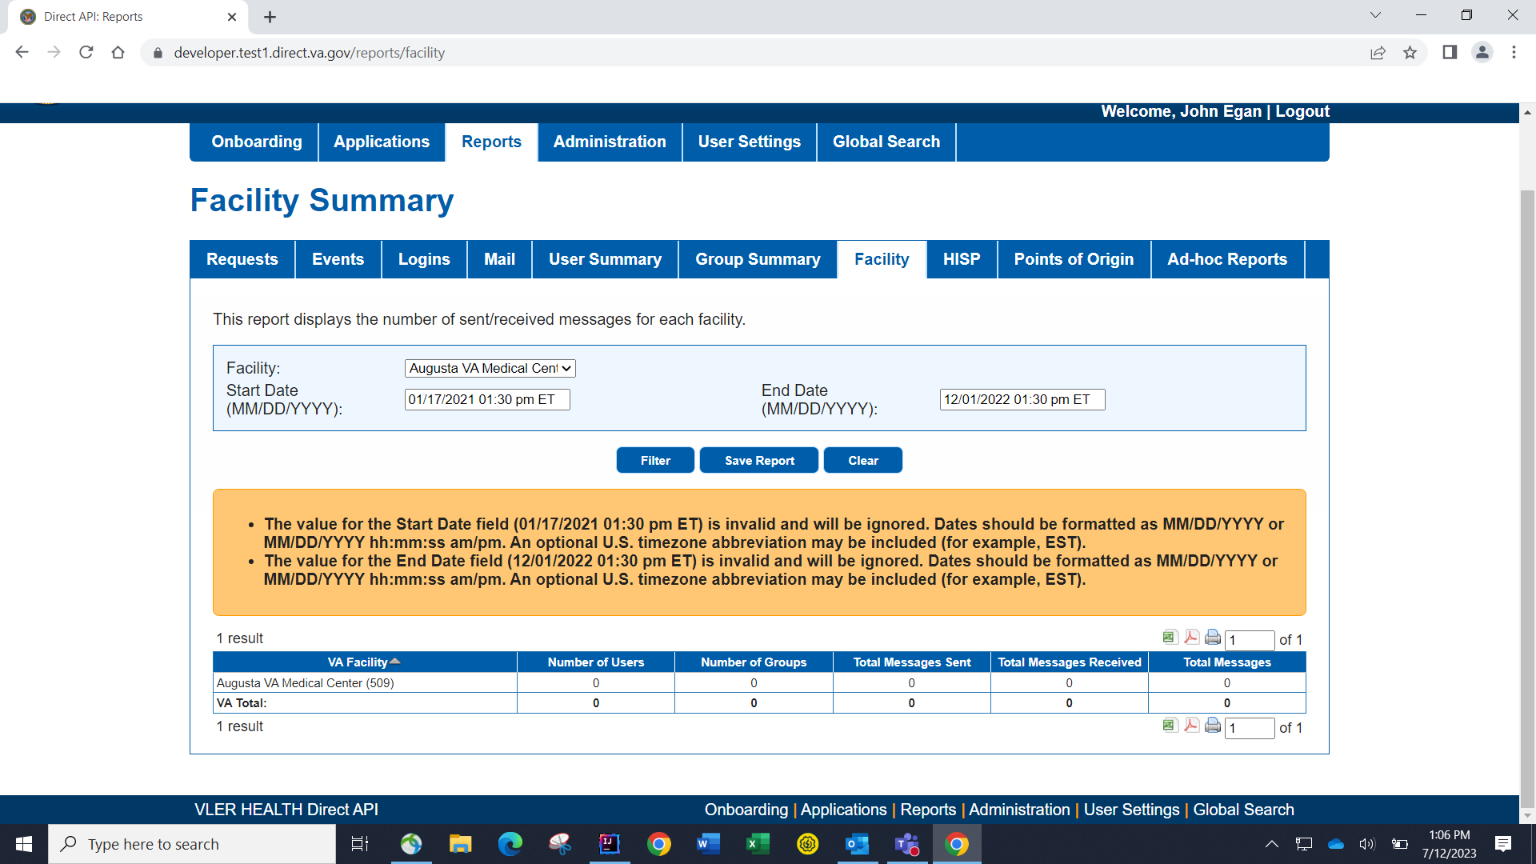 Direct API: Reports
developer.test1.direct.va.gov/reports/facility
Welcome, John Egan | Logout
Onboarding Applications Reports Administration User Settings Global Search
Facility Summary
Requests Events Logins Mail User Summary Group Summary Facility HISP Points of Origin Ad-hoc Reports
This report displays the number of sent/received messages for each facility.
Facility: Augusta VA Medical Cent
Start Date (MM/DD/YYYY): 01/17/2021 01:30 pm ET End Date (MM/DD/YYYY): 12/01/2022 01:30 pm ET
Filter Save Report Clear
• The value for the Start Date field (01/17/2021 01:30 pm ET) is invalid and will be ignored. Dates should be formatted as MM/DD/YYYY or
MM/DD/YYYY hh:mm:ss am/pm. An optional U.S. timezone abbreviation may be included (for example, EST).
• The value for the End Date field (12/01/2022 01:30 pm ET) is invalid and will be ignored. Dates should be formatted as MM/DD/YYYY or
MM/DD/YYYY hh:mm:ss am/pm. An optional U.S. timezone abbreviation may be included (for example, EST).
1 result 1 of 1
VA Facility Number of Users Number of Groups Total Messages Sent Total Messages Received Total Messages
Augusta VA Medical Center (509) 0 0 0 0 0
VA Total: 0 0 0 0 0
1 result 1 of 1
VLER HEALTH Direct API Onboarding | Applications | Reports | Administration | User Settings | Global Search
Type here to search
1:06 PM
7/12/2023